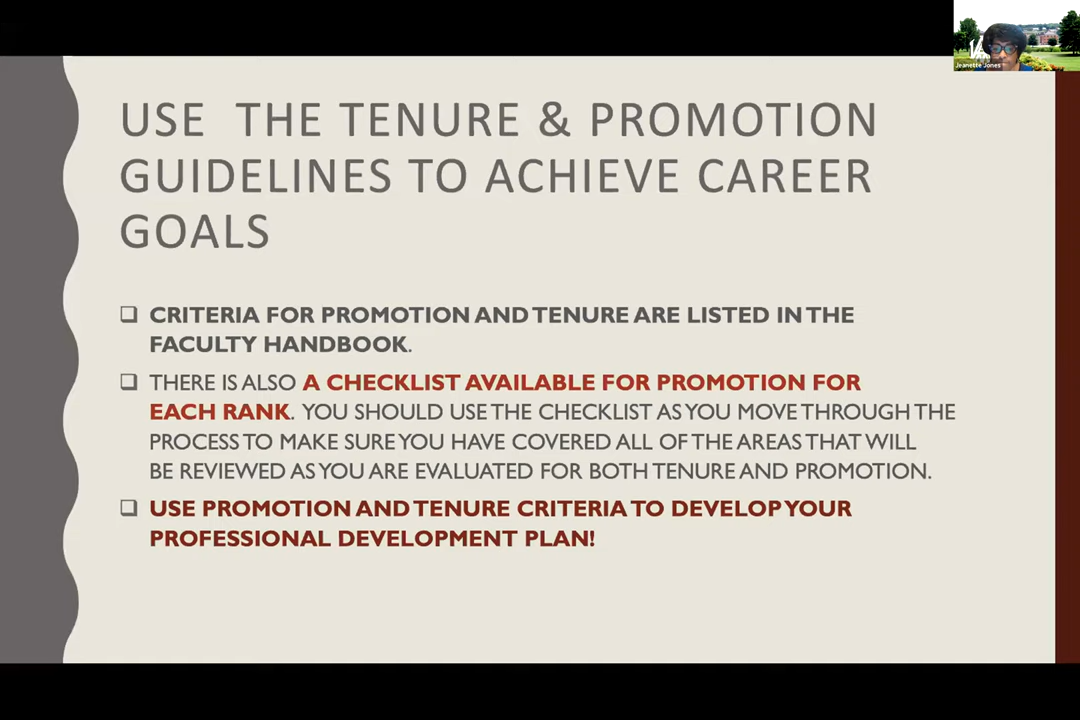 Jeanette Jones
USE THE TENURE & PROMOTION
GUIDELINES TO ACHIEVE CAREER
GOALS
CRITERIA FOR PROMOTION AND TENURE ARE LISTED IN THE
FACULTY HANDBOOK.
THERE IS ALSO A CHECKLIST AVAILABLE FOR PROMOTION FOR
EACH RANK. YOU SHOULD USE THE CHECKLIST AS YOU MOVE THROUGH THE
PROCESS TO MAKE SURE YOU HAVE COVERED ALL OF THE AREAS THAT WILL
BE REVIEWED AS YOU ARE EVALUATED FOR BOTH TENURE AND PROMOTION.
USE PROMOTION AND TENURE CRITERIA TO DEVELOP YOUR
PROFESSIONAL DEVELOPMENT PLAN!